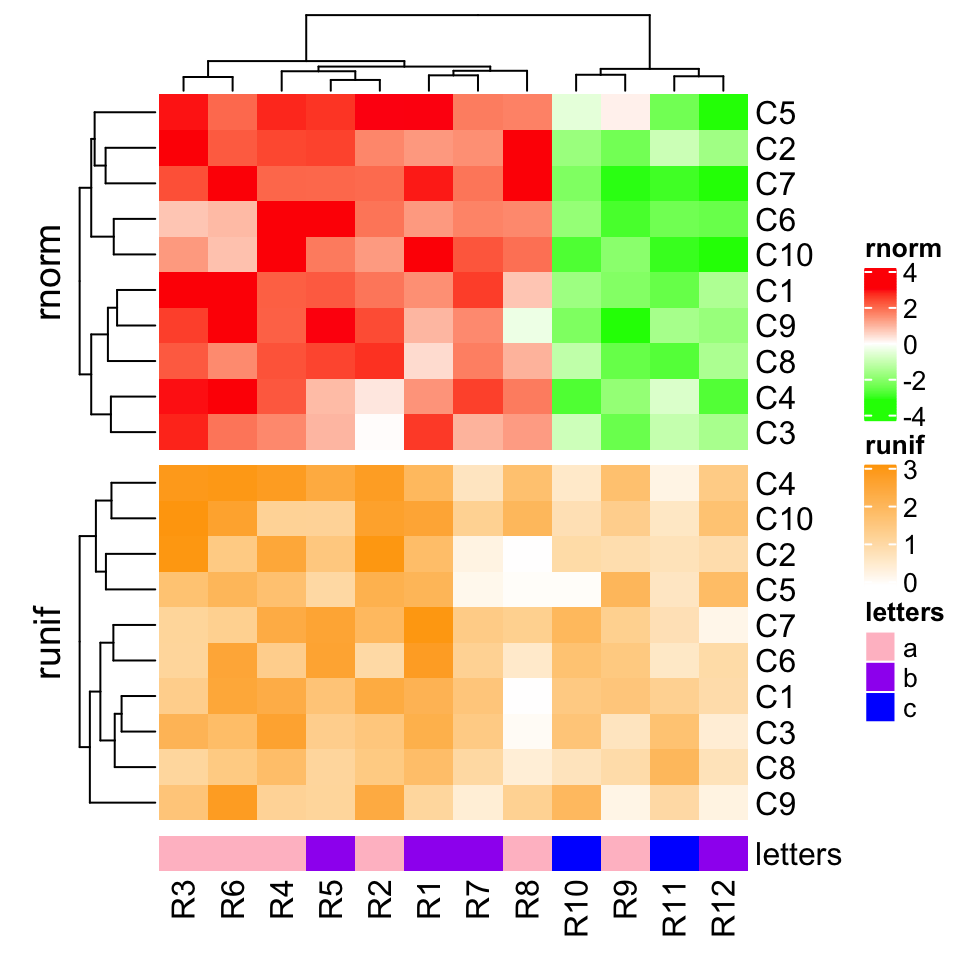 rnorm
C5
C2
C7
C6
C10
C1
C9
C8
C4
C3
runif
C4
C10
C2
C5
C7
C6
C1
C3
C8
C9
letters
R3 R6 R4 R5 R2 R1 R7 R8 R10 R9 R11 R12
rnorm
4
2
0
-2
-4
runif
3
2
1
0
letters
a
b
c